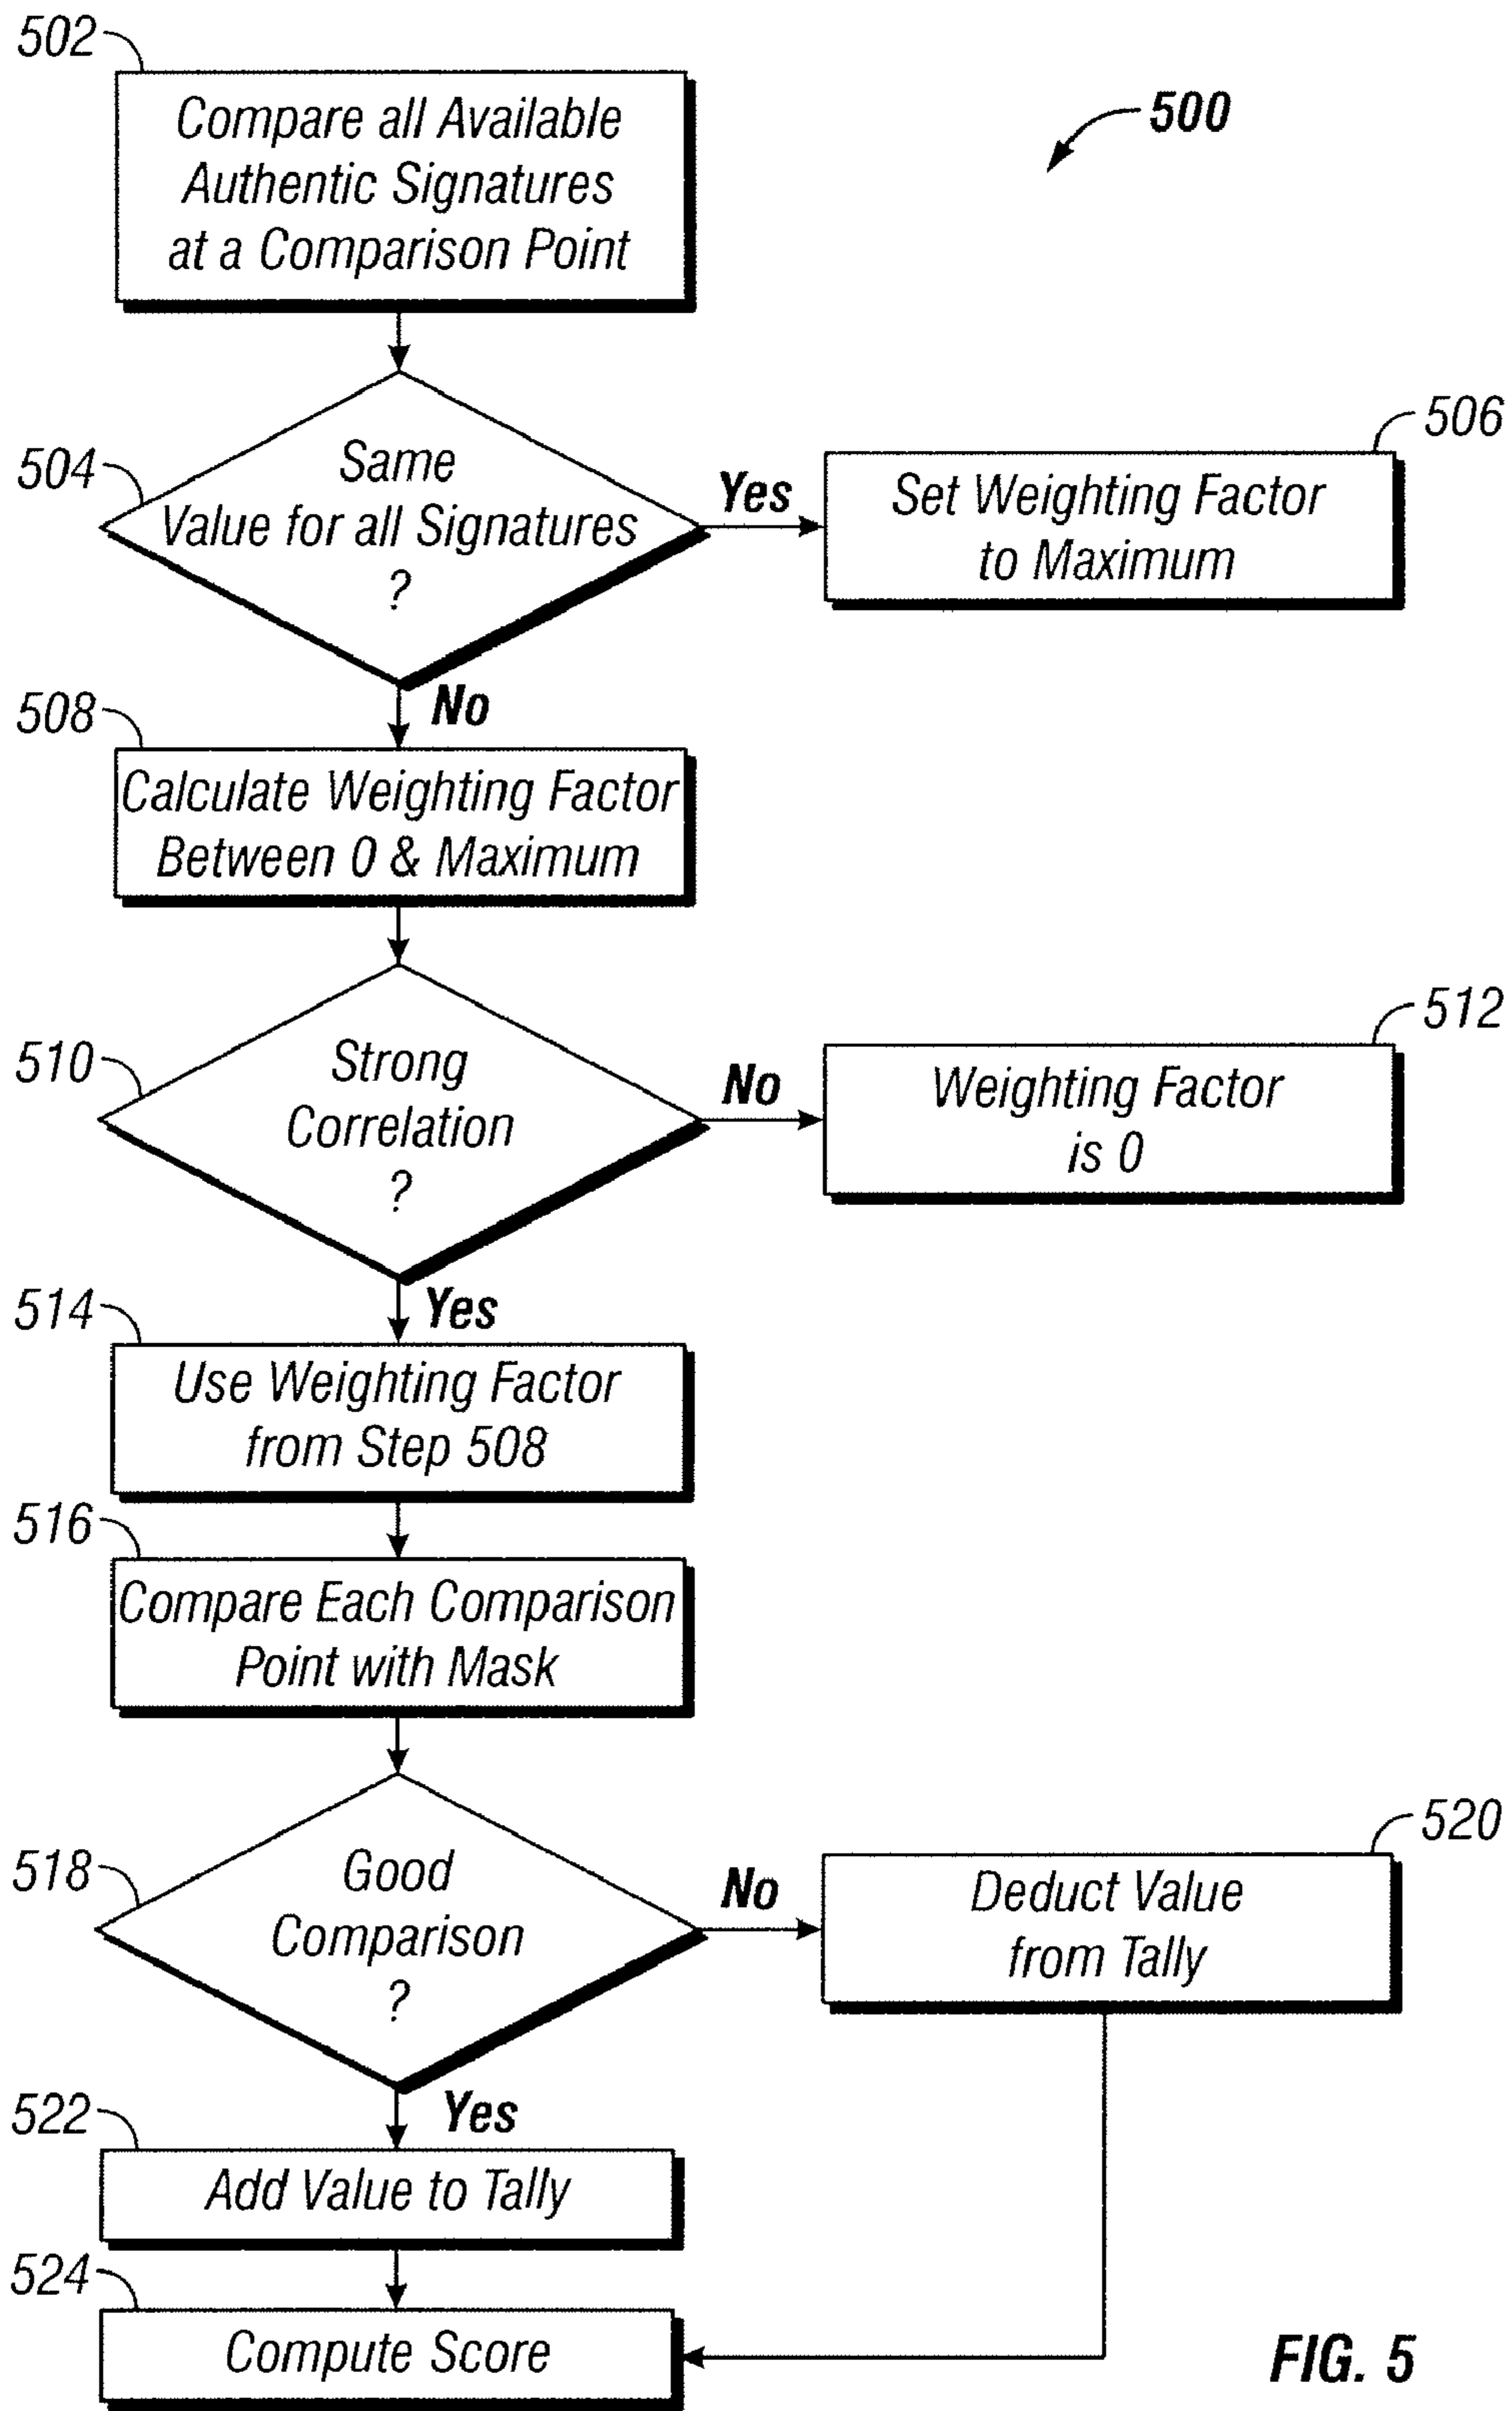 502
Compare all Available
Authentic Signatures
at a Comparison Point
500
504
Same
Value for all Signatures
?
Yes
506
Set Weighting Factor
to Maximum
No
508
Calculate Weighting Factor
Between 0 & Maximum
510
Strong
Correlation
?
No
512
Weighting Factor
is 0
Yes
514
Use Weighting Factor
from Step 508
516
Compare Each Comparison
Point with Mask
518
Good
Comparison
?
No
520
Deduct Value
from Tally
Yes
522
Add Value to Tally
524
Compute Score
FIG. 5